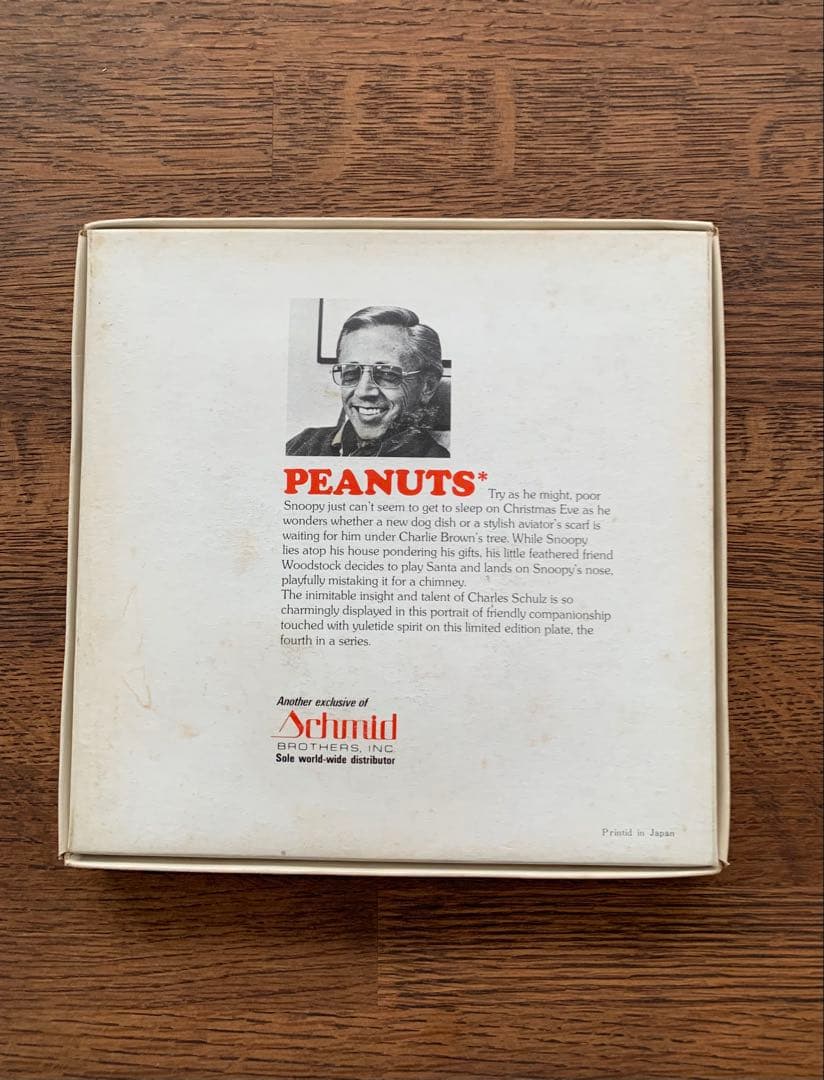 PEANUTS* Try as he might, poor
Snoopy just can't seem to get to sleep on Christmas Eve as he
wonders whether a new dog dish or a stylish aviator's scarf is
waiting for him under Charlie Brown's tree. While Snoopy
lies atop his house pondering his gifts, his little feathered friend
Woodstock decides to play Santa and lands on Snoopy's nose,
playfully mistaking it for a chimney.
The inimitable insight and talent of Charles Schulz is so
charmingly displayed in this portrait of friendly companionship
touched with yuletide spirit on this limited edition plate, the
fourth in a series.
Another exclusive of
Schmid
BROTHERS, INC.
Sole world-wide distributor
Printid in Japan